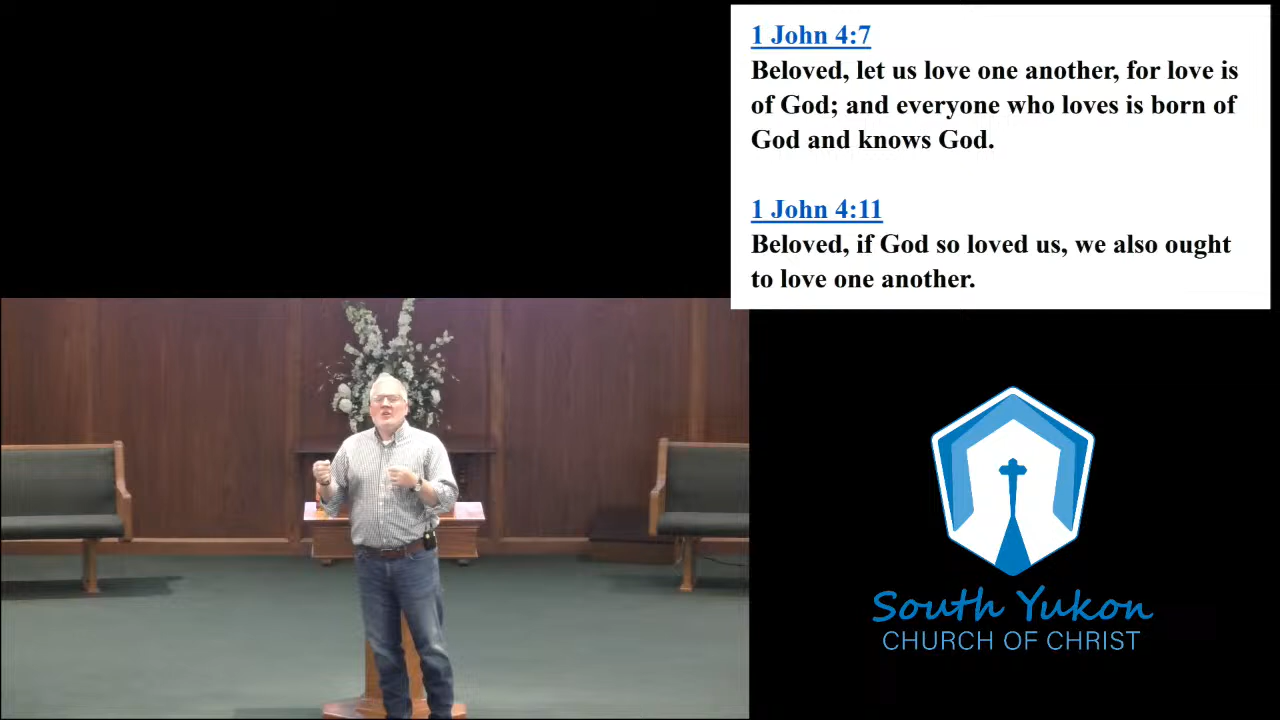 1 John 4:7
Beloved, let us love one another, for love is
of God; and everyone who loves is born of
God and knows God.
1 John 4:11
Beloved, if God so loved us, we also ought
to love one another.
South Yukon
CHURCH OF CHRIST